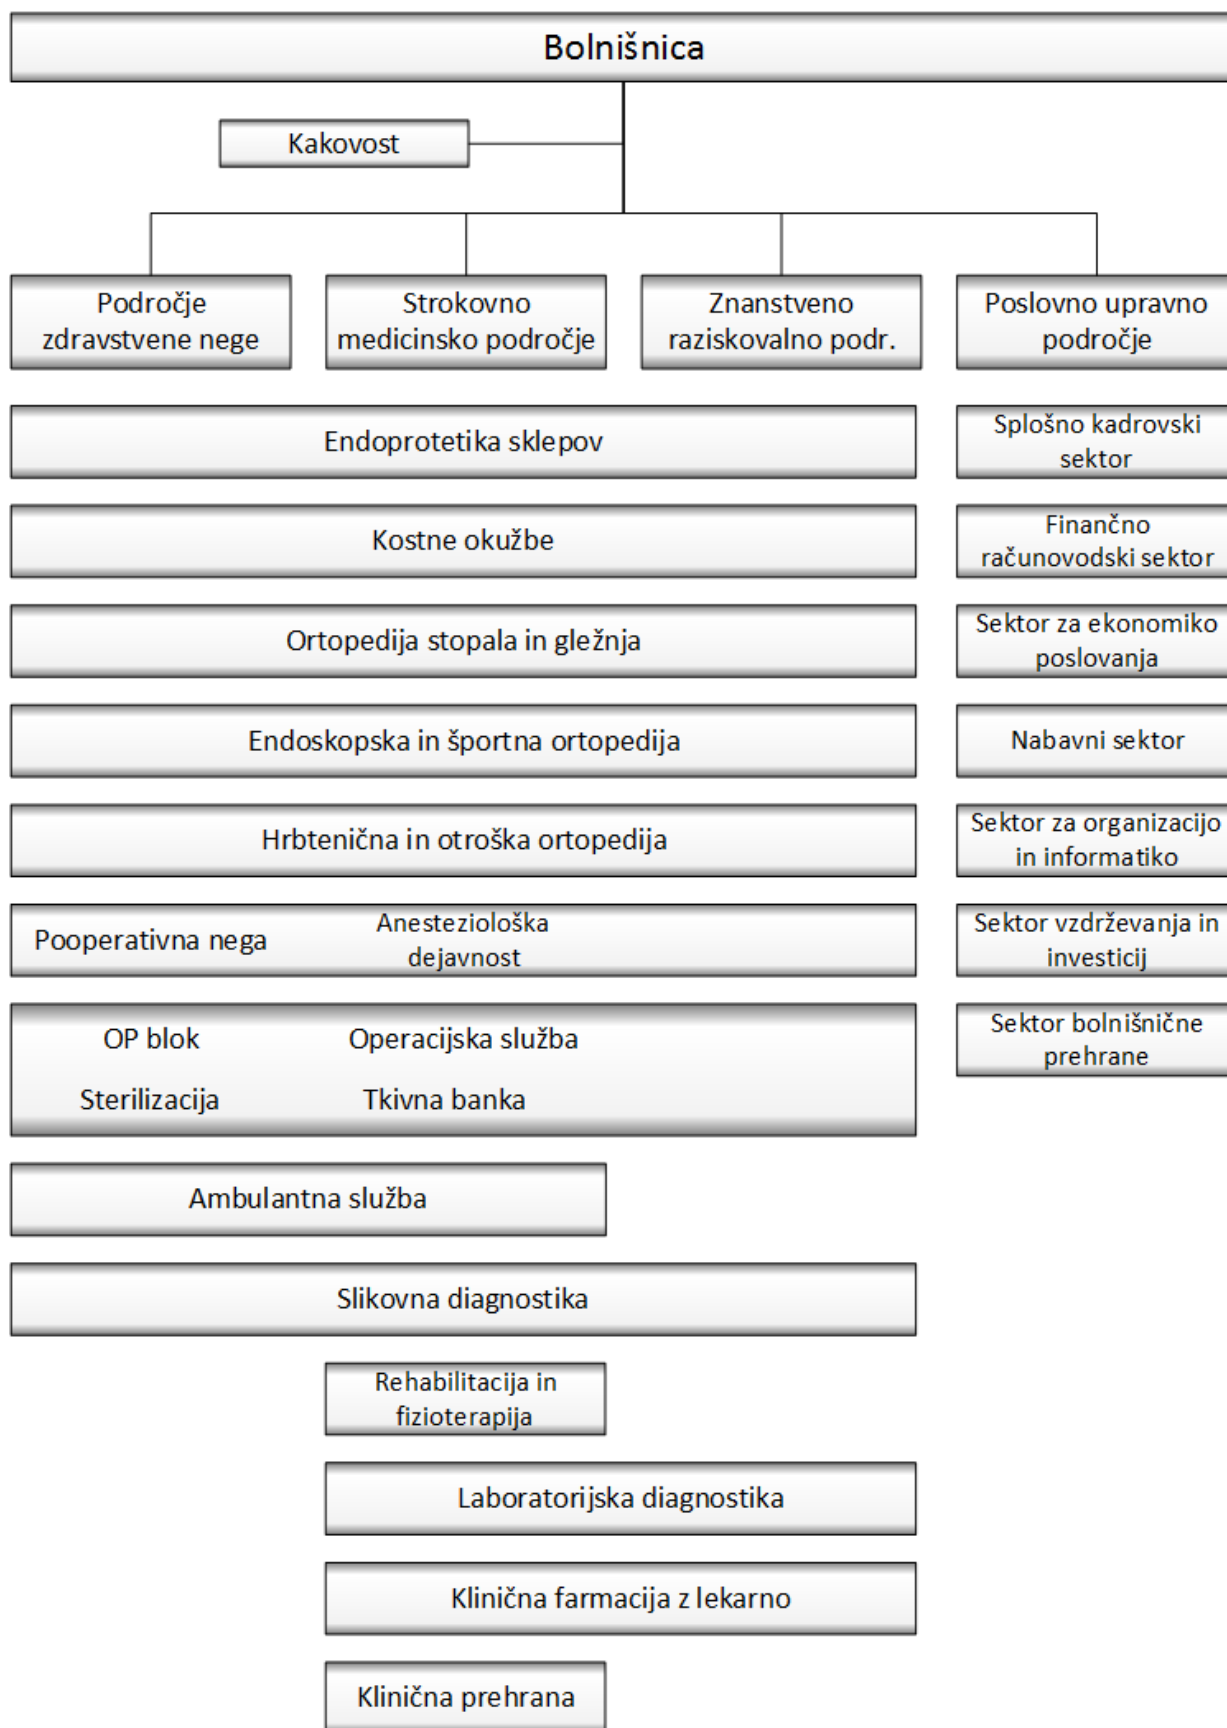 Bolnišnica
Kakovost
Področje
zdravstvene nege
Strokovno
medicinsko področje
Znanstveno
raziskovalno podr.
Poslovno upravno
področje
Endoprotetika sklepov
Splošno kadrovski
sektor
Kostne okužbe
Finančno
računovodski sektor
Ortopedija stopala in gležnja
Sektor za ekonomiko
poslovanja
Endoskopska in športna ortopedija
Nabavni sektor
Hrbtenična in otroška ortopedija
Sektor za organizacijo
in informatiko
Pooperativna nega
Anesteziološka
dejavnost
Sektor vzdrževanja in
investicij
OP blok
Operacijska služba
Sterilizacija
Tkivna banka
Sektor bolnišnične
prehrane
Ambulantna služba
Slikovna diagnostika
Rehabilitacija in
fizioterapija
Laboratorijska diagnostika
Klinična farmacija z lekarno
Klinična prehrana